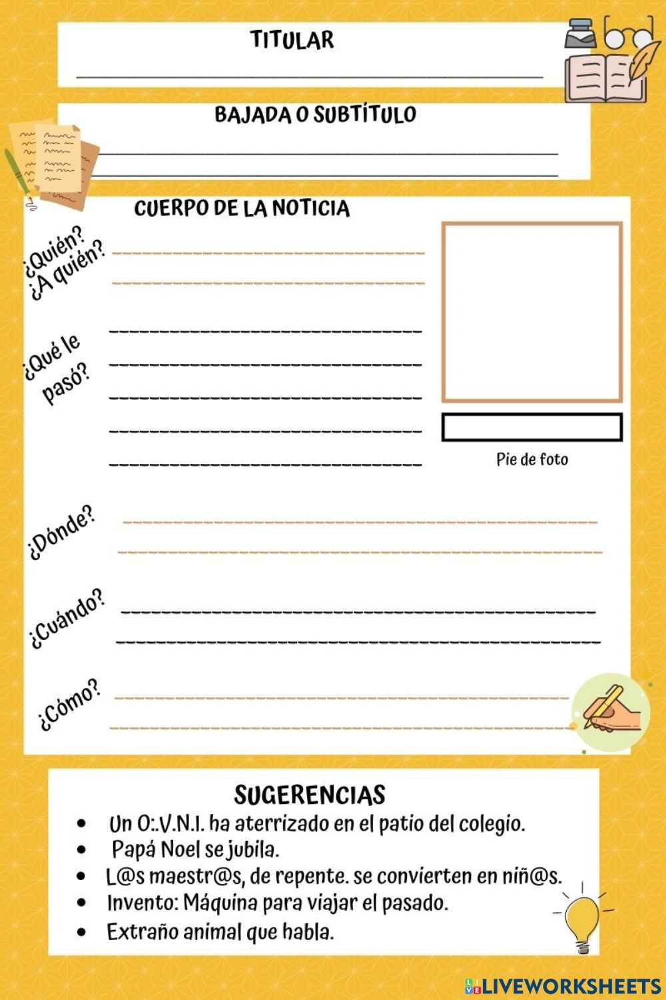 TITULAR
BAJADA O SUBTÍTULO
CUERPO DE LA NOTICIA
¿Quién?
¿A quién?
¿Qué le
pasó?
Pie de foto
¿Dónde?
¿Cuándo?
¿Cómo?
SUGERENCIAS
• Un O:.V.N.I. ha aterrizado en el patio del colegio.
• Papá Noel se jubila.
• L@s maestr@s, de repente. se convierten en niñ@s.
• Invento: Máquina para viajar el pasado.
• Extraño animal que habla.
LIVE LIVEWORKSHEETS